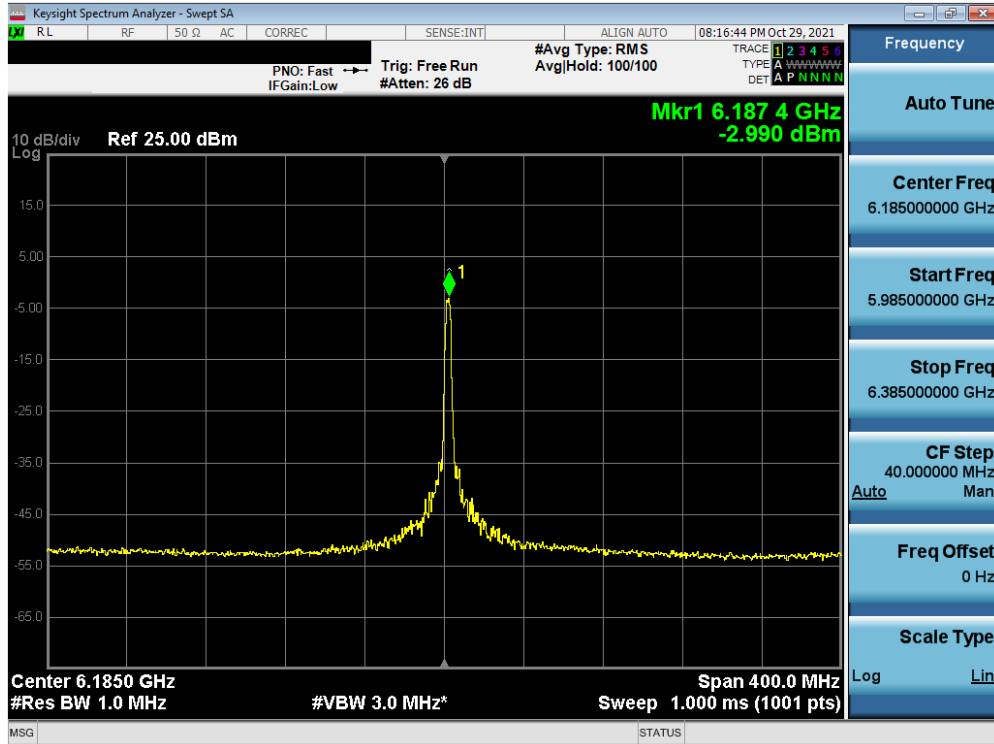 Keysight Spectrum Analyzer - Swept SA
LXI RL RF 50 Ω AC CORREC SENSE:INT ALIGN AUTO 08:16:44 PM Oct 29, 2021
PNO: Fast
IFGain:Low
Trig: Free Run
#Atten: 26 dB
#Avg Type: RMS
Avg|Hold: 100/100
TRACE 1 2 3 4 5 6
TYPE A WWWWW
DET A P N N N N
Mkr1 6.187 4 GHz
-2.990 dBm
10 dB/div Ref 25.00 dBm
Log
15.0
5.00
1
-5.00
-15.0
-25.0
-35.0
-45.0
-55.0
-65.0
Center 6.1850 GHz Span 400.0 MHz
#Res BW 1.0 MHz #VBW 3.0 MHz* Sweep 1.000 ms (1001 pts)
MSG STATUS
Frequency
Auto Tune
Center Freq
6.185000000 GHz
Start Freq
5.985000000 GHz
Stop Freq
6.385000000 GHz
CF Step
40.000000 MHz
Auto Man
Freq Offset
0 Hz
Scale Type
Log Lin